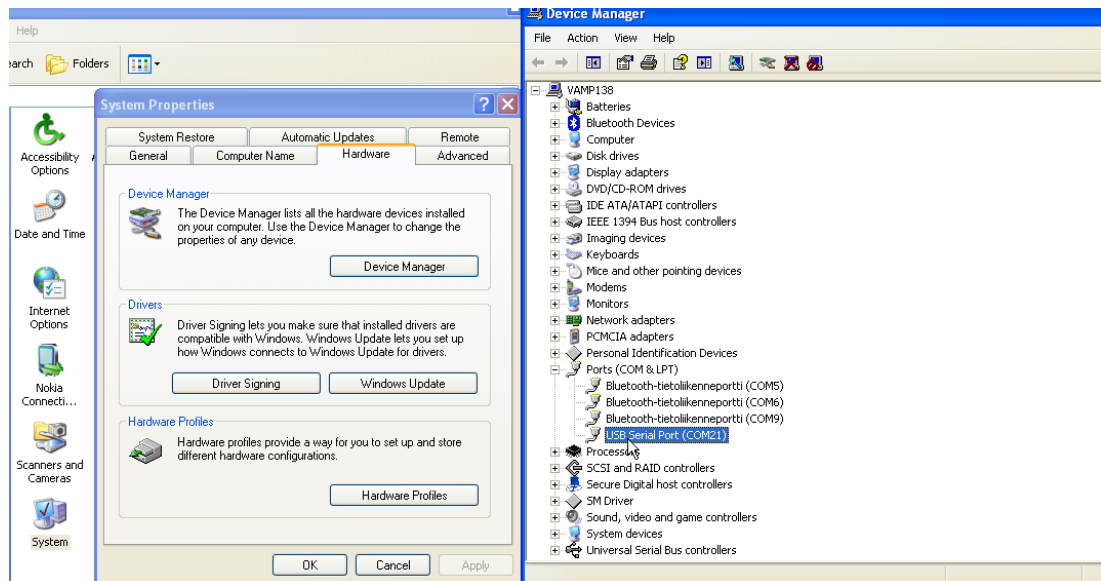 Help
earch Folders
Accessibility
Options
Date and Time
Internet
Options
Nokia
Connecti...
Scanners and
Cameras
System
System Properties
System Restore Automatic Updates Remote
General Computer Name Hardware Advanced
Device Manager
The Device Manager lists all the hardware devices installed
on your computer. Use the Device Manager to change the
properties of any device.
Device Manager
Drivers
Driver Signing lets you make sure that installed drivers are
compatible with Windows. Windows Update lets you set up
how Windows connects to Windows Update for drivers.
Driver Signing Windows Update
Hardware Profiles
Hardware profiles provide a way for you to set up and store
different hardware configurations.
Hardware Profiles
OK Cancel Apply
Device Manager
File Action View Help
VAMP138
Batteries
Bluetooth Devices
Computer
Disk drives
Display adapters
DVD/CD-ROM drives
IDE ATA/ATAPI controllers
IEEE 1394 Bus host controllers
Imaging devices
Keyboards
Mice and other pointing devices
Modems
Monitors
Network adapters
PCMCIA adapters
Personal Identification Devices
Ports (COM & LPT)
Bluetooth-tietoliikenneportti (COM5)
Bluetooth-tietoliikenneportti (COM6)
Bluetooth-tietoliikenneportti (COM9)
USB Serial Port (COM21)
Processors
SCSI and RAID controllers
Secure Digital host controllers
SM Driver
Sound, video and game controllers
System devices
Universal Serial Bus controllers